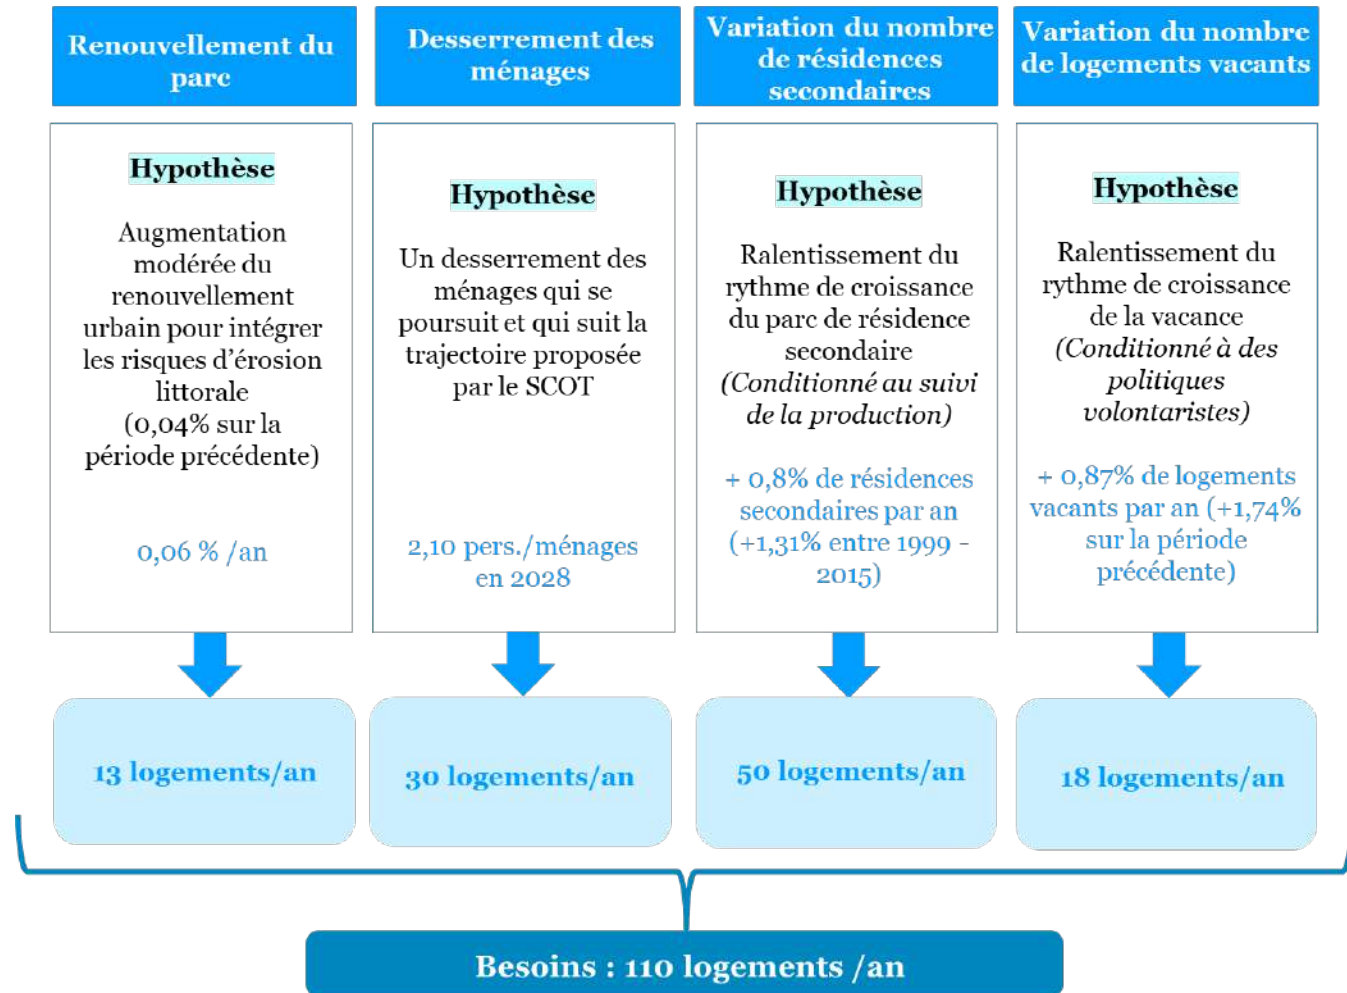 Renouvellement du
parc
Hypothèse
Augmentation
modérée du
renouvellement
urbain pour intégrer
les risques d'érosion
littorale
(0,04% sur la
période précédente)
0,06 % /an
13 logements/an
Desserrement des
ménages
Hypothèse
Un desserrement des
ménages qui se
poursuit et qui suit la
trajectoire proposée
par le SCOT
2,10 pers./ménages
en 2028
30 logements/an
Variation du nombre
de résidences
secondaires
Hypothèse
Ralentissement du
rythme de croissance
du parc de résidence
secondaire
(Conditionné au suivi
de la production)
+ 0,8% de résidences
secondaires par an
(+1,31% entre 1999 -
2015)
50 logements/an
Variation du nombre
de logements vacants
Hypothèse
Ralentissement du
rythme de croissance
de la vacance
(Conditionné à des
politiques
volontaristes)
+ 0,87% de logements
vacants par an (+1,74%
sur la période
précédente)
18 logements/an
Besoins : 110 logements /an